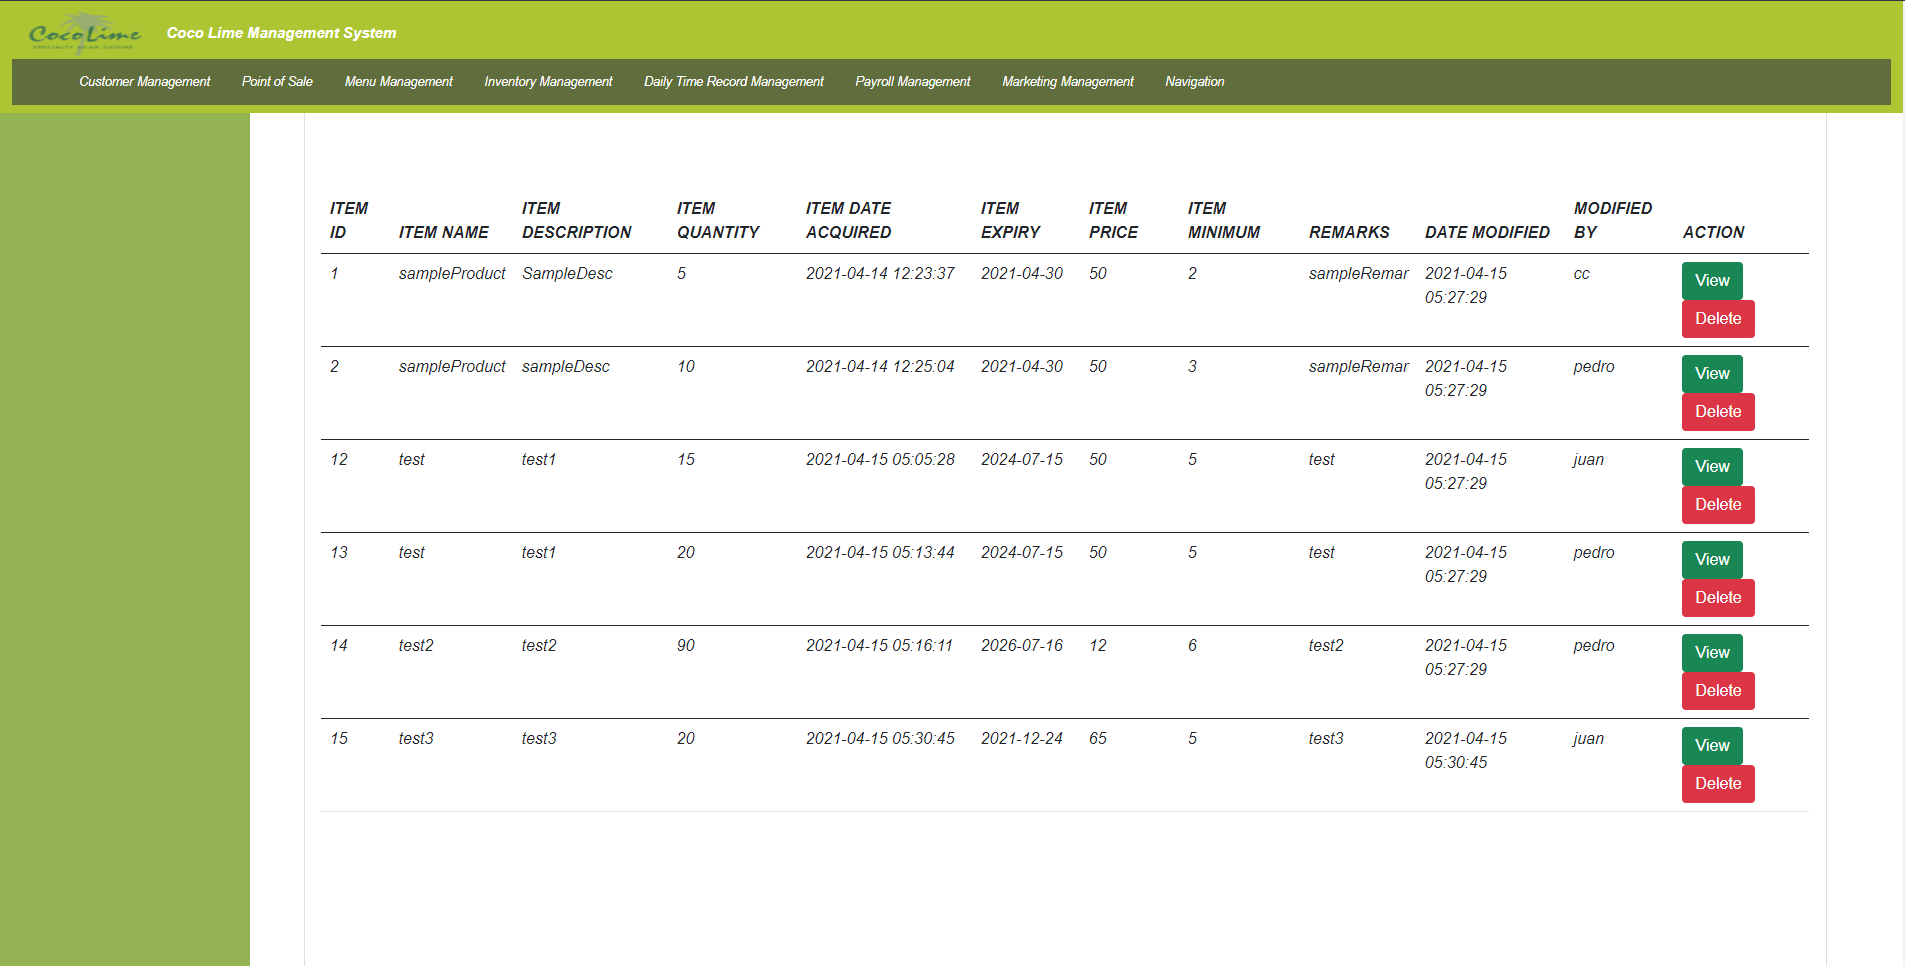 CocoLime
SPECIALTY ASIAN CUISINE
Coco Lime Management System
Customer Management Point of Sale Menu Management Inventory Management Daily Time Record Management Payroll Management Marketing Management Navigation
ITEM ID ITEM NAME ITEM DESCRIPTION ITEM QUANTITY ITEM DATE ACQUIRED ITEM EXPIRY ITEM PRICE ITEM MINIMUM REMARKS DATE MODIFIED MODIFIED BY ACTION
1 sampleProduct SampleDesc 5 2021-04-14 12:23:37 2021-04-30 50 2 sampleRemar 2021-04-15 05:27:29 cc View
Delete
2 sampleProduct sampleDesc 10 2021-04-14 12:25:04 2021-04-30 50 3 sampleRemar 2021-04-15 05:27:29 pedro View
Delete
12 test test1 15 2021-04-15 05:05:28 2024-07-15 50 5 test 2021-04-15 05:27:29 juan View
Delete
13 test test1 20 2021-04-15 05:13:44 2024-07-15 50 5 test 2021-04-15 05:27:29 pedro View
Delete
14 test2 test2 90 2021-04-15 05:16:11 2026-07-16 12 6 test2 2021-04-15 05:27:29 pedro View
Delete
15 test3 test3 20 2021-04-15 05:30:45 2021-12-24 65 5 test3 2021-04-15 05:30:45 juan View
Delete